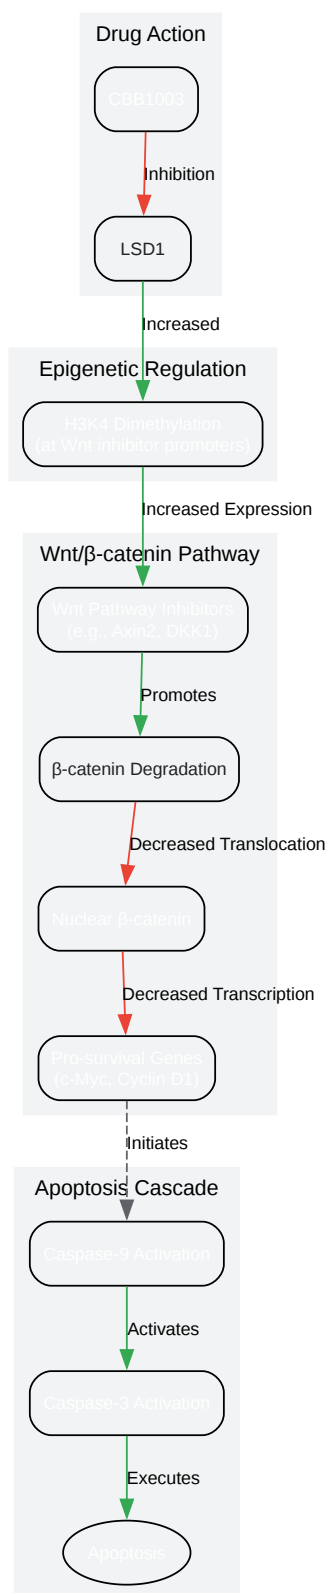 Drug Action
CBB1003
Inhibition
LSD1
Increased
Epigenetic Regulation
H3K4 Dimethylation
(at Wnt inhibitor promoters)
Increased Expression
Wnt/β-catenin Pathway
Wnt Pathway Inhibitors
(e.g., Axin2, DKK1)
Promotes
β-catenin Degradation
Decreased Translocation
Nuclear β-catenin
Decreased Transcription
Pro-survival Genes
(c-Myc, Cyclin D1)
Initiates
Apoptosis Cascade
Caspase-9 Activation
Activates
Caspase-3 Activation
Executes
Apoptosis